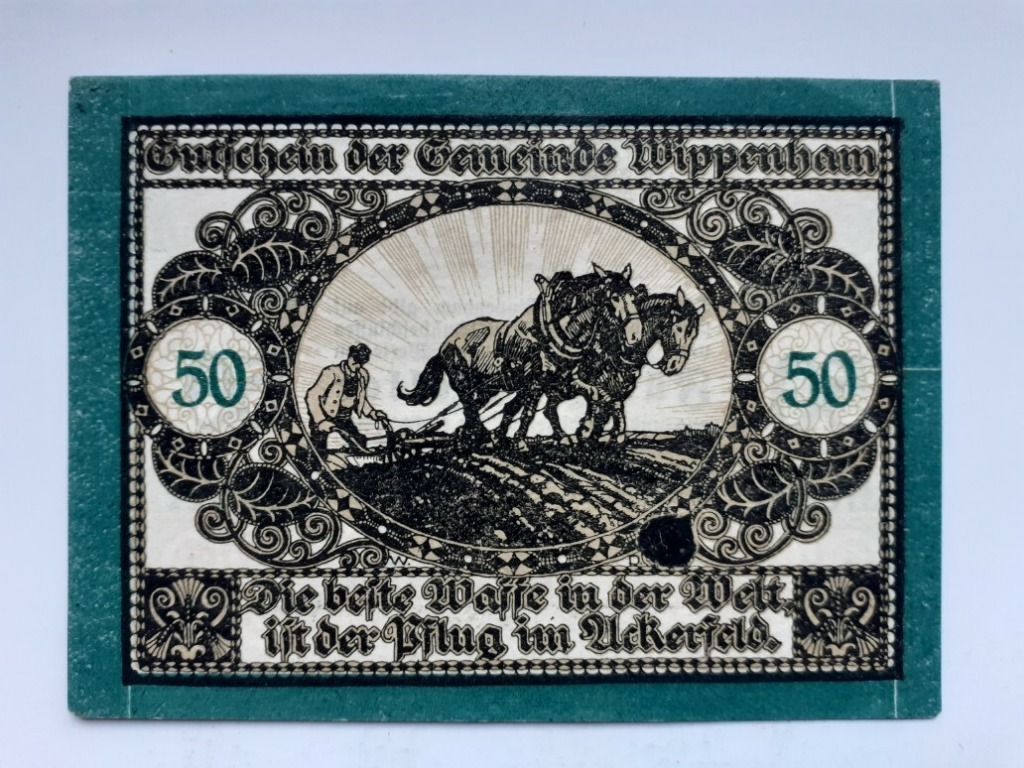 Gutschein der Gemeinde Wippenham
50
50
W.
Die beste Waffe in der Welt,
ist der Pflug im Ackerfeld.